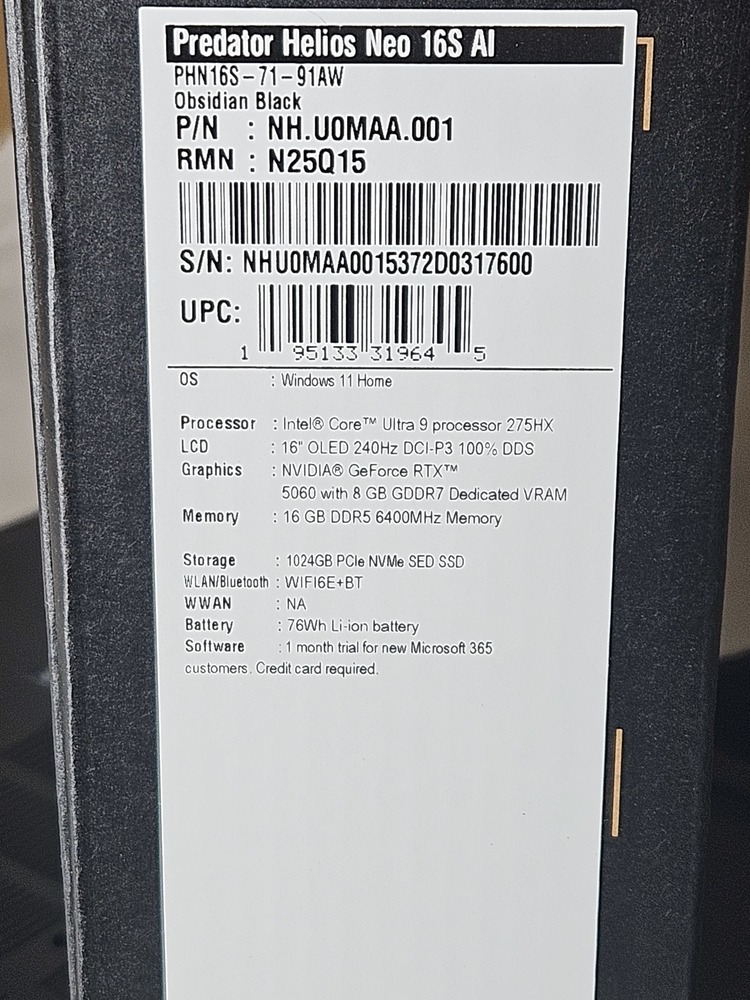 Predator Helios Neo 16S AI
PHN16S-71-91AW
Obsidian Black
P/N : NH.U0MAA.001
RMN : N25Q15
S/N: NHU0MAA0015372D0317600
UPC:
1 95133 31964 5
OS : Windows 11 Home
Processor : Intel® Core™ Ultra 9 processor 275HX
LCD : 16" OLED 240Hz DCI-P3 100% DDS
Graphics : NVIDIA® GeForce RTX™
5060 with 8 GB GDDR7 Dedicated VRAM
Memory : 16 GB DDR5 6400MHz Memory
Storage : 1024GB PCIe NVMe SED SSD
WLAN/Bluetooth : WIFI6E+BT
WWAN : NA
Battery : 76Wh Li-ion battery
Software : 1 month trial for new Microsoft 365
customers. Credit card required.